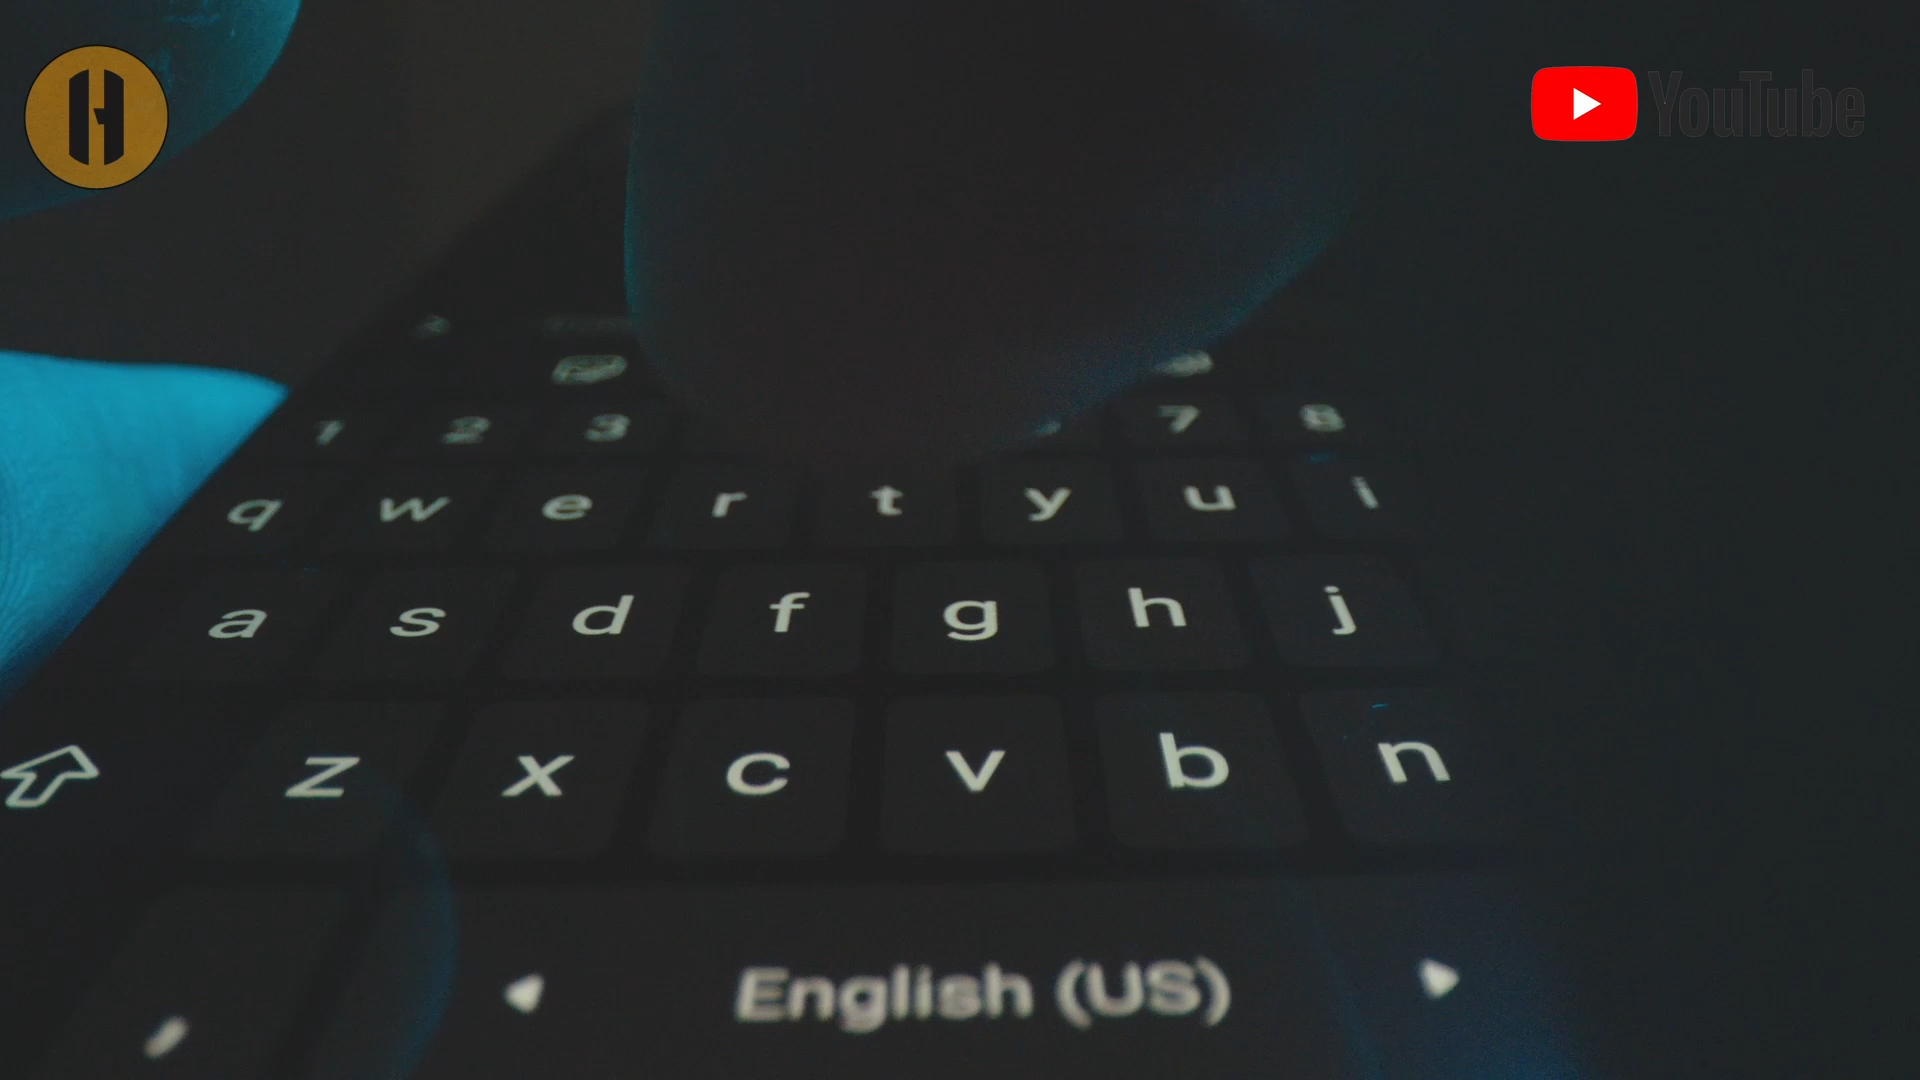 H
YouTube
1 2 3 7 8
q w e r t y u i
a s d f g h j
z x c v b n
, English (US)